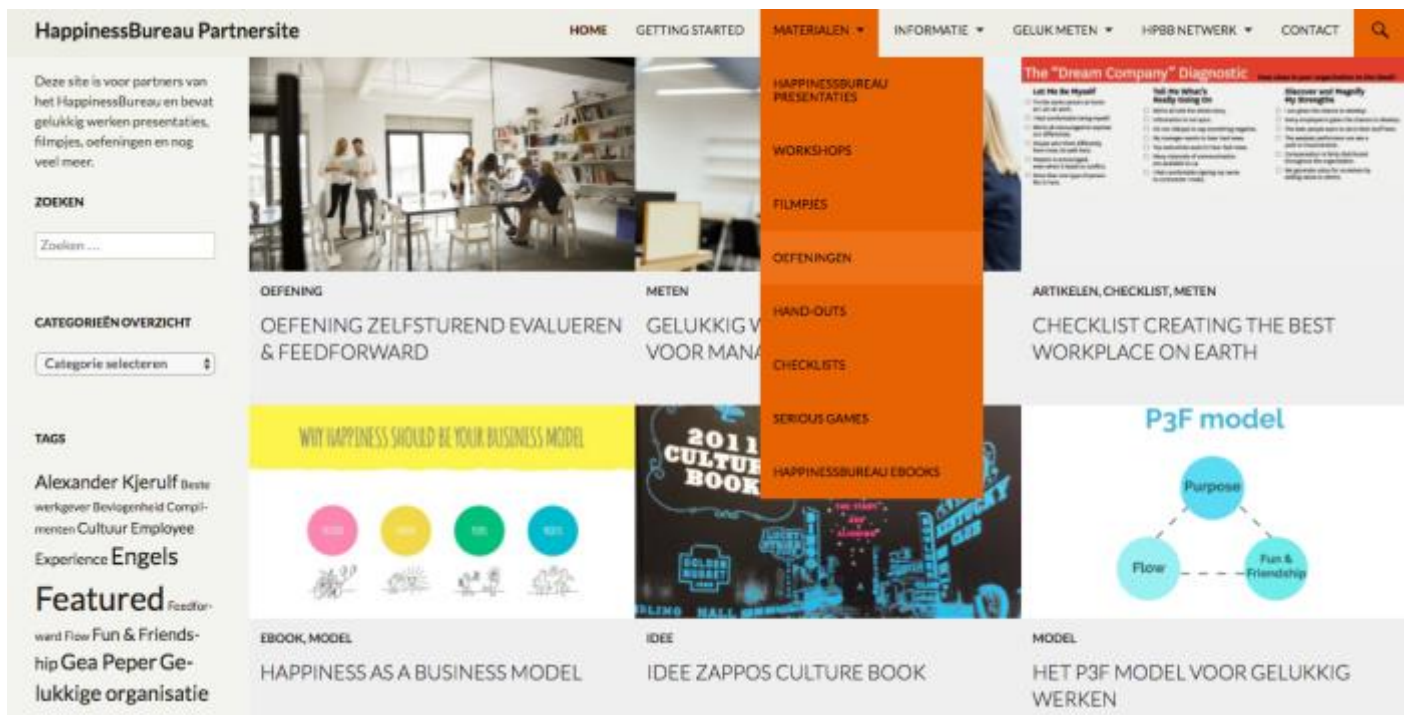 HappinessBureau Partnersite
HOME
GETTING STARTED
MATERIALEN
INFORMATIE
GELUK METEN
HPBB NETWERK
CONTACT
Deze site is voor partners van
het HappinessBureau en bevat
gelukkig werken presentaties,
filmpjes, oefeningen en nog
veel meer.
ZOEKEN
Zoeken ...
CATEGORIEËN OVERZICHT
Categorie selecteren
TAGS
Alexander Kjerulf Beste
werkgever Bevlogenheid Compli-
menten Cultuur Employee
Experience Engels
Featured Feedfor-
ward Flow Fun & Friends-
hip Gea Peper Ge-
lukkige organisatie
HAPPINESSBUREAU
PRESENTATIES
WORKSHOPS
FILMPJES
OEFENINGEN
HAND-OUTS
CHECKLISTS
SERIOUS GAMES
HAPPINESSBUREAU EBOOKS
OEFENING
OEFENING ZELFSTUREND EVALUEREN
& FEEDFORWARD
METEN
GELUKKIG
VOOR MANA
The "Dream Company" Diagnostic
Let Me Be Myself
Tell Me What's
Really Going On
Discover and Magnify
My Strengths
ARTIKELEN, CHECKLIST, METEN
CHECKLIST CREATING THE BEST
WORKPLACE ON EARTH
WHY HAPPINESS SHOULD BE YOUR BUSINESS MODEL
EBOOK, MODEL
HAPPINESS AS A BUSINESS MODEL
2011
CULTU
BOOK
GOLDEN
NUGGET
IDEE
IDEE ZAPPOS CULTURE BOOK
P3F model
Purpose
Flow
Fun &
Friendship
MODEL
HET P3F MODEL VOOR GELUKKIG
WERKEN